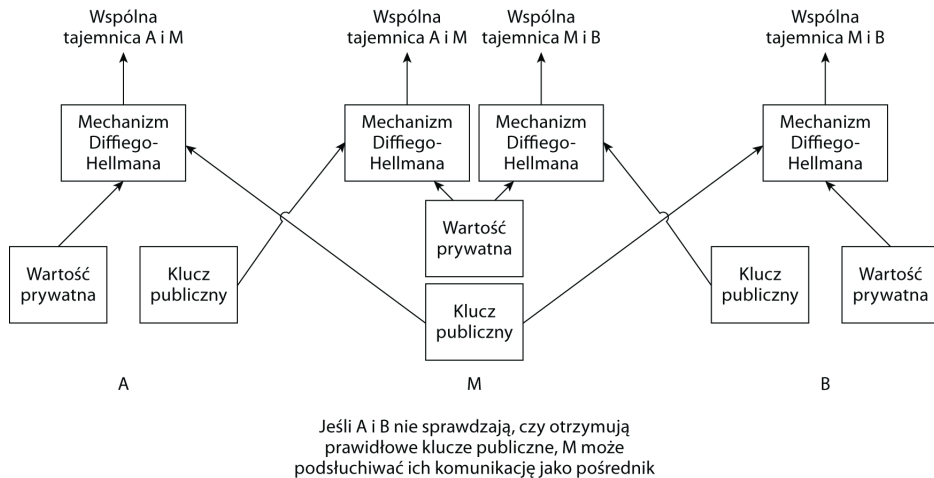 Wspólna
tajemnica A i M
Wspólna
tajemnica A i M
Wspólna
tajemnica M i B
Wspólna
tajemnica M i B
Mechanizm
Diffiego-
Hellmana
Mechanizm
Diffiego-
Hellmana
Mechanizm
Diffiego-
Hellmana
Mechanizm
Diffiego-
Hellmana
Wartość
prywatna
Klucz
publiczny
Wartość
prywatna
Klucz
publiczny
Klucz
publiczny
Wartość
prywatna
A
M
B
Jeśli A i B nie sprawdzają, czy otrzymują
prawidłowe klucze publiczne, M może
podsłuchiwać ich komunikację jako pośrednik